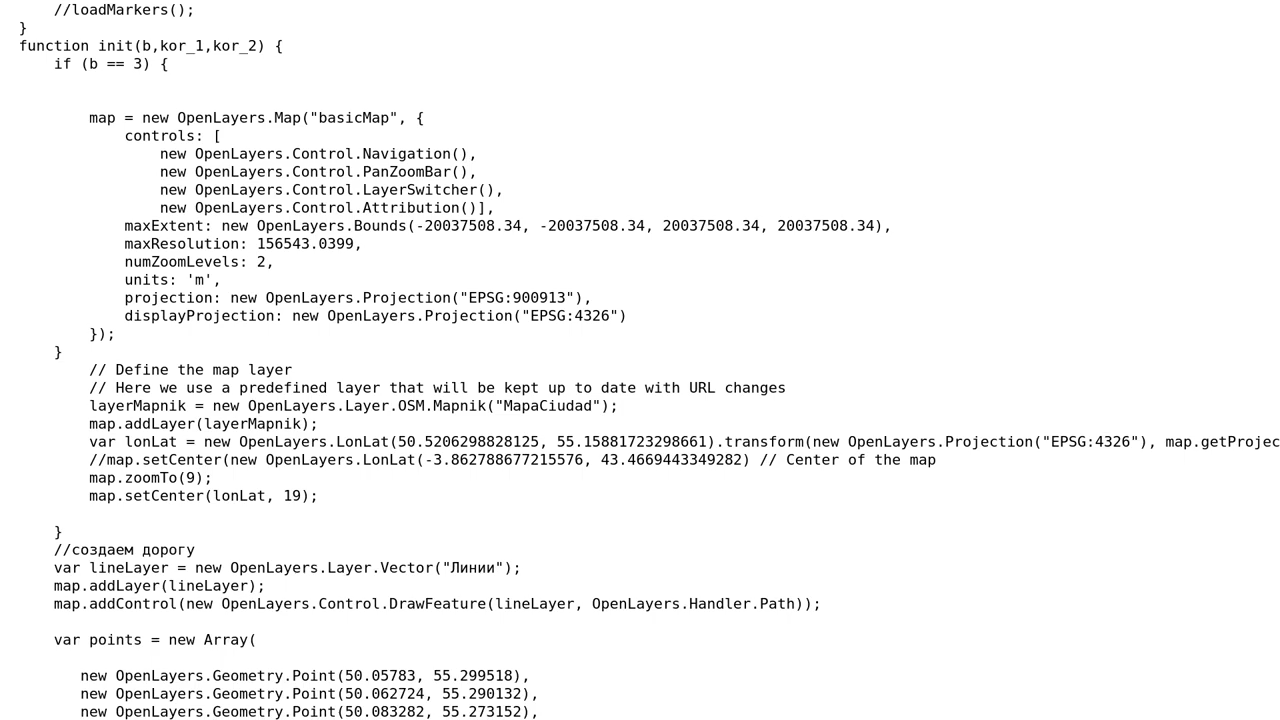 //loadMarkers();
}
function init(b,kor_1,kor_2) {
if (b == 3) {
map = new OpenLayers.Map("basicMap", {
controls: [
new OpenLayers.Control.Navigation(),
new OpenLayers.Control.PanZoomBar(),
new OpenLayers.Control.LayerSwitcher(),
new OpenLayers.Control.Attribution()],
maxExtent: new OpenLayers.Bounds(-20037508.34, -20037508.34, 20037508.34, 20037508.34),
maxResolution: 156543.0399,
numZoomLevels: 2,
units: 'm',
projection: new OpenLayers.Projection("EPSG:900913"),
displayProjection: new OpenLayers.Projection("EPSG:4326")
});
}
// Define the map layer
// Here we use a predefined layer that will be kept up to date with URL changes
layerMapnik = new OpenLayers.Layer.OSM.Mapnik("MapaCiudad");
map.addLayer(layerMapnik);
var lonLat = new OpenLayers.LonLat(50.5206298828125, 55.15881723298661).transform(new OpenLayers.Projection("EPSG:4326"), map.getProjec
//map.setCenter(new OpenLayers.LonLat(-3.862788677215576, 43.4669443349282) // Center of the map
map.zoomTo(9);
map.setCenter(lonLat, 19);
}
//создаем дорогу
var lineLayer = new OpenLayers.Layer.Vector("Линии");
map.addLayer(lineLayer);
map.addControl(new OpenLayers.Control.DrawFeature(lineLayer, OpenLayers.Handler.Path));
var points = new Array(
new OpenLayers.Geometry.Point(50.05783, 55.299518),
new OpenLayers.Geometry.Point(50.062724, 55.290132),
new OpenLayers.Geometry.Point(50.083282, 55.273152),